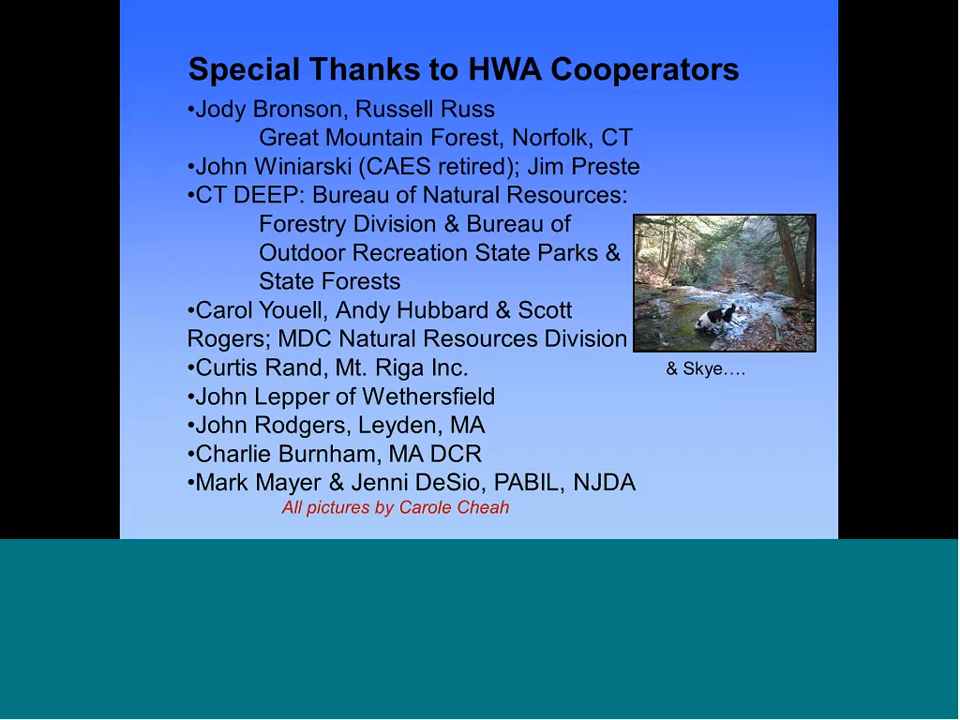 Special Thanks to HWA Cooperators
•Jody Bronson, Russell Russ
Great Mountain Forest, Norfolk, CT
•John Winiarski (CAES retired); Jim Preste
•CT DEEP: Bureau of Natural Resources:
Forestry Division & Bureau of
Outdoor Recreation State Parks &
State Forests
•Carol Youell, Andy Hubbard & Scott
Rogers; MDC Natural Resources Division
•Curtis Rand, Mt. Riga Inc.
& Skye….
•John Lepper of Wethersfield
•John Rodgers, Leyden, MA
•Charlie Burnham, MA DCR
•Mark Mayer & Jenni DeSio, PABIL, NJDA
All pictures by Carole Cheah